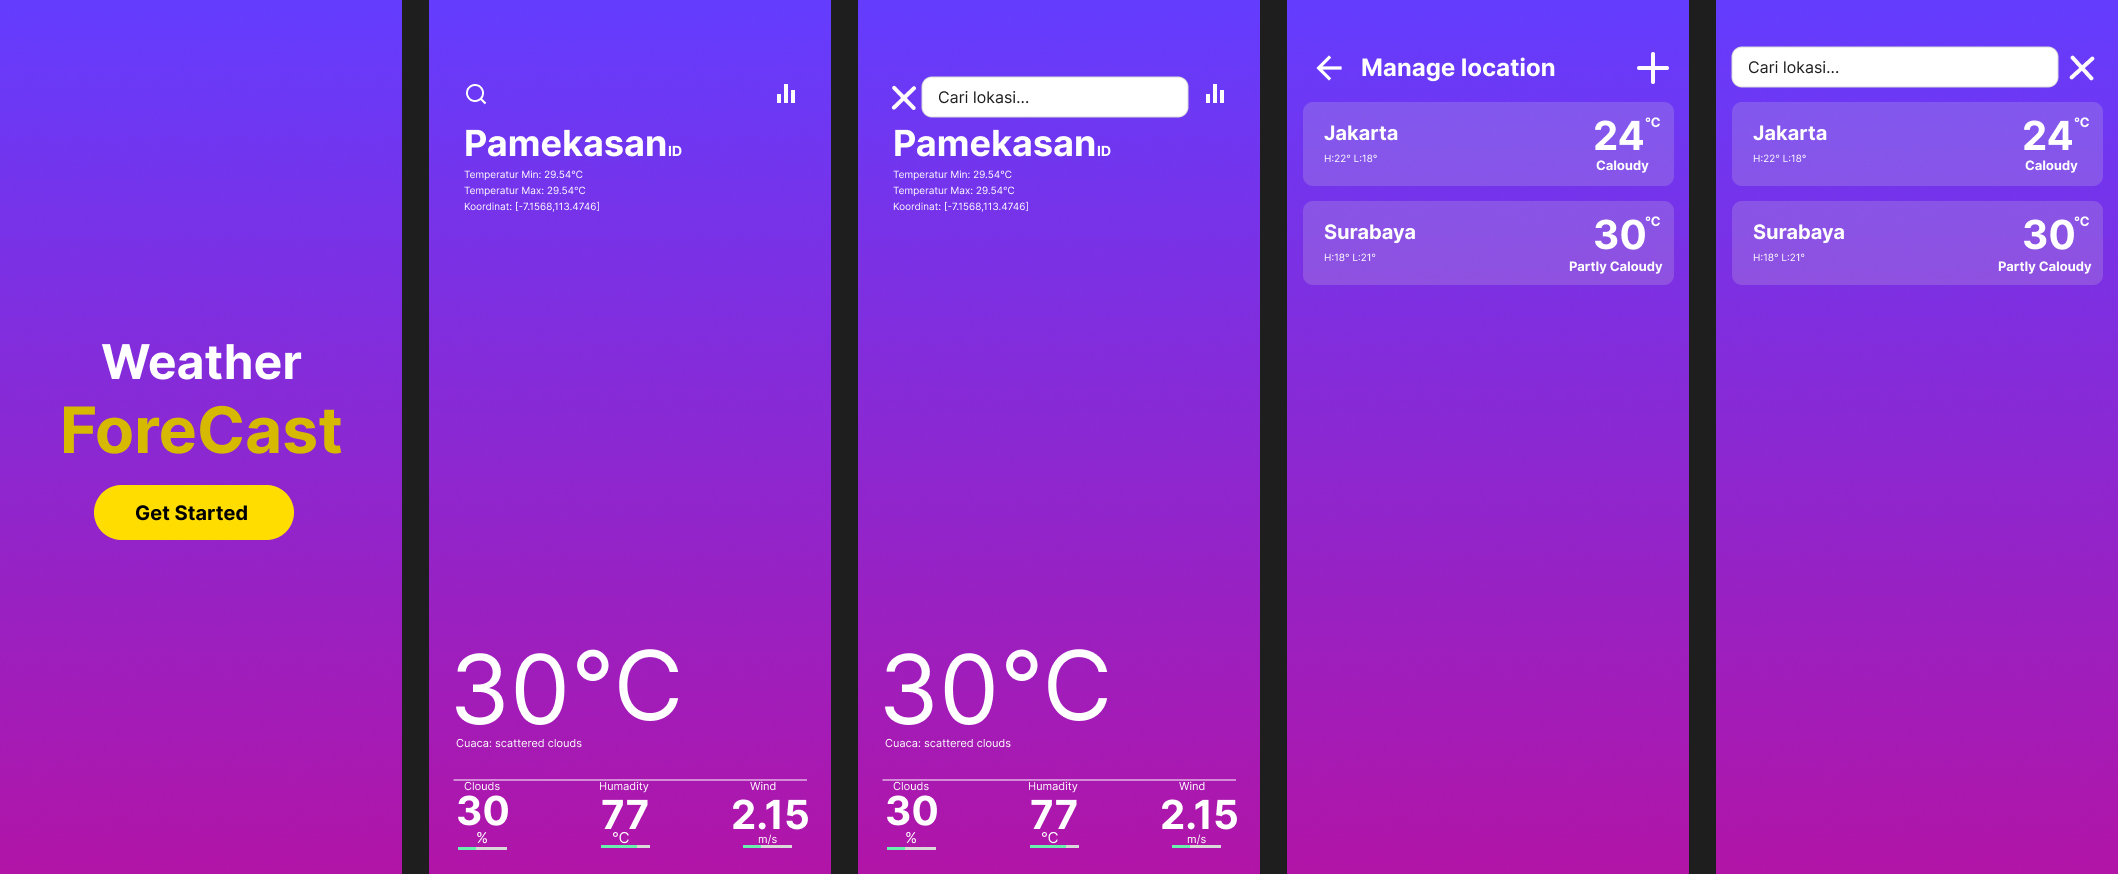 Weather
ForeCast
Get Started
Pamekasan ID
Temperatur Min: 29.54°C
Temperatur Max: 29.54°C
Koordinat: [-7.1568,113.4746]
30°C
Cuaca: scattered clouds
Clouds Humadity Wind
30 77 2.15
% °C m/s
Cari lokasi...
Pamekasan ID
Temperatur Min: 29.54°C
Temperatur Max: 29.54°C
Koordinat: [-7.1568,113.4746]
30°C
Cuaca: scattered clouds
Clouds Humadity Wind
30 77 2.15
% °C m/s
Manage location
Jakarta 24 °C
H:22° L:18° Caloudy
Surabaya 30 °C
H:18° L:21° Partly Caloudy
Cari lokasi...
Jakarta 24 °C
H:22° L:18° Caloudy
Surabaya 30 °C
H:18° L:21° Partly Caloudy